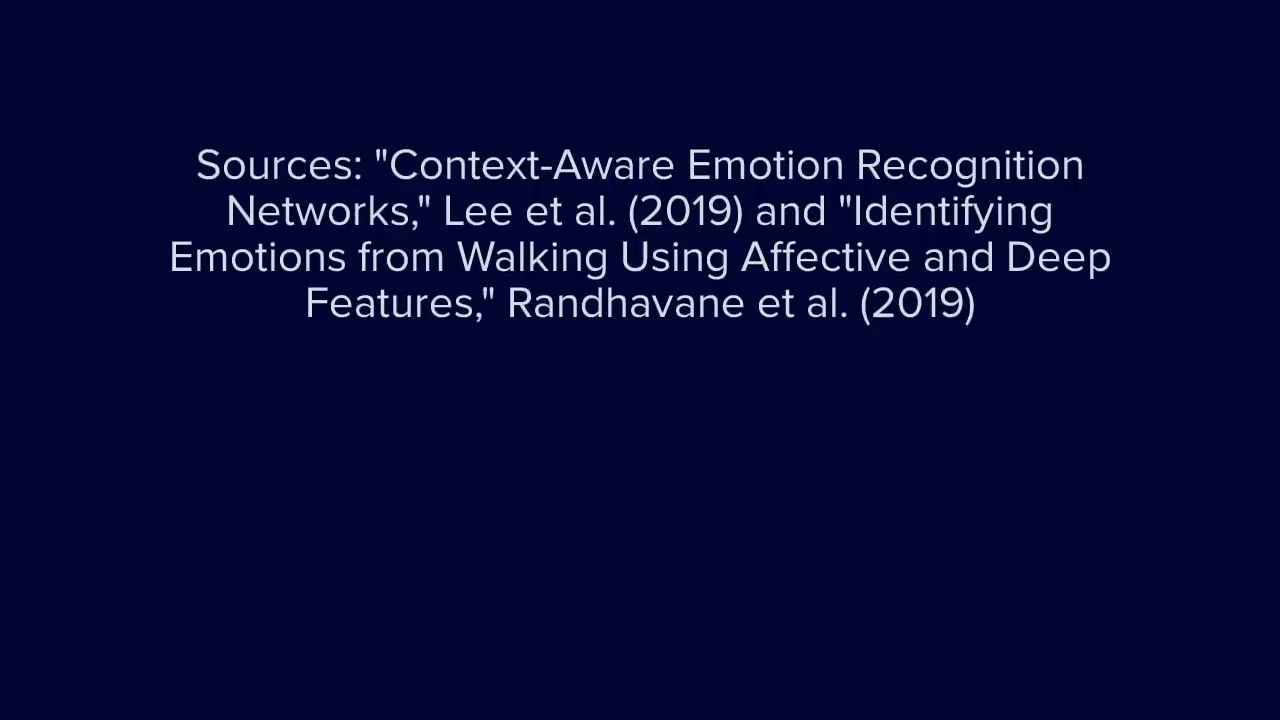 Sources: "Context-Aware Emotion Recognition
Networks," Lee et al. (2019) and "Identifying
Emotions from Walking Using Affective and Deep
Features," Randhavane et al. (2019)